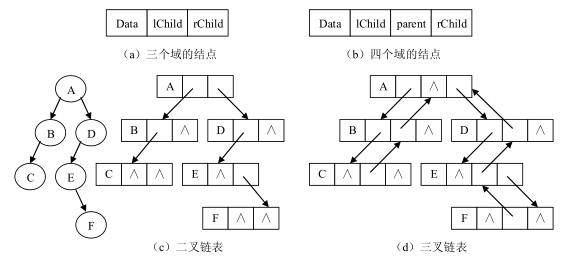 Data lChild rChild
Data lChild parent rChild
（a）三个域的结点
（b）四个域的结点
A
B
D
C
E
F
A
B ∧
D ∧
C ∧ ∧
E ∧
F ∧ ∧
（c）二叉链表
A ∧
B ∧
D ∧
C ∧ ∧
E ∧
F ∧ ∧
（d）三叉链表